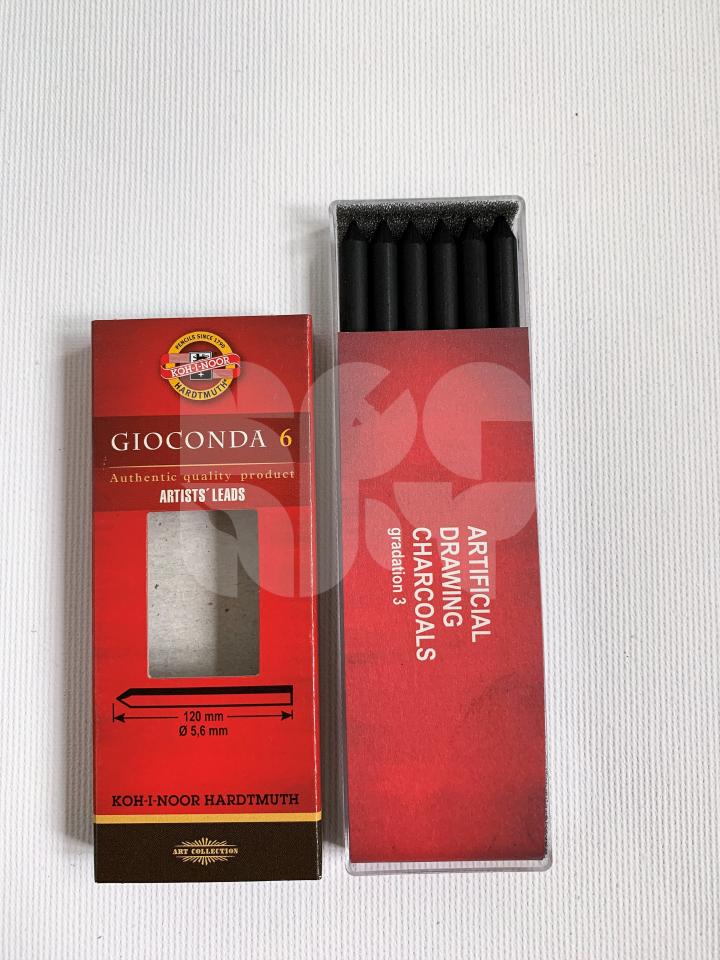 PENCILS SINCE 1790
KOH-I-NOOR
HARDTMUTH
GIOCONDA 6
Authentic quality product
ARTISTS' LEADS
120 mm
Ø 5,6 mm
KOH-I-NOOR HARDTMUTH
ART COLLECTION
ARTIFICIAL
DRAWING
CHARCOALS
gradation 3